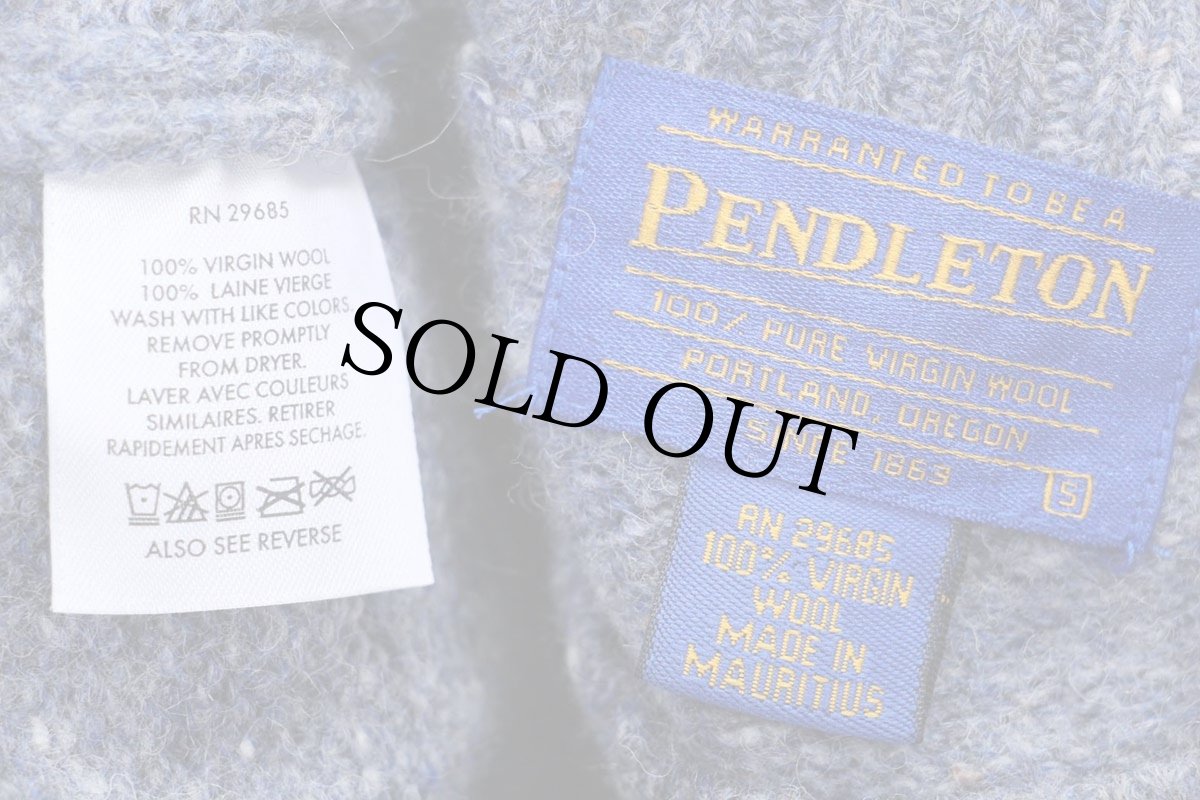 RN 29685
100% VIRGIN WOOL
100% LAINE VIERGE
WASH WITH LIKE COLORS
REMOVE PROMPTLY
FROM DRYER.
LAVER AVEC COULEURS
SIMILAIRES. RETIRER
RAPIDEMENT APRES SECHAGE.
ALSO SEE REVERSE
SOLD OUT
WARRANTED TO BE A
PENDLETON
100% PURE VIRGIN WOOL
PORTLAND, OREGON
SINCE 1863
S
RN 29685
100% VIRGIN
WOOL
MADE IN
MAURITIUS